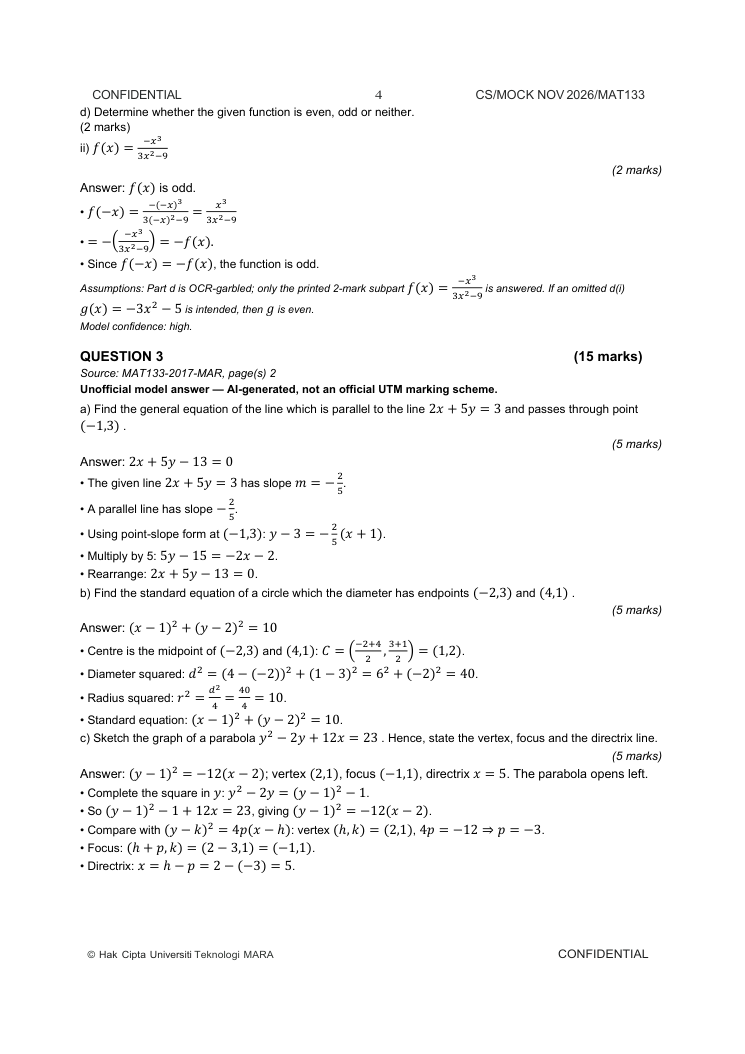 CONFIDENTIAL 4 CS/MOCK NOV 2026/MAT133
d) Determine whether the given function is even, odd or neither.
(2 marks)
ii) f(x) = −x³/(3x²−9)
(2 marks)
Answer: f(x) is odd.
• f(−x) = −(−x)³/(3(−x)²−9) = x³/(3x²−9)
• = −(−x³/(3x²−9)) = −f(x).
• Since f(−x) = −f(x), the function is odd.
Assumptions: Part d is OCR-garbled; only the printed 2-mark subpart f(x) = −x³/(3x²−9) is answered. If an omitted d(i)
g(x) = −3x² − 5 is intended, then g is even.
Model confidence: high.
QUESTION 3 (15 marks)
Source: MAT133-2017-MAR, page(s) 2
Unofficial model answer — AI-generated, not an official UTM marking scheme.
a) Find the general equation of the line which is parallel to the line 2x + 5y = 3 and passes through point
(−1,3) .
(5 marks)
Answer: 2x + 5y − 13 = 0
• The given line 2x + 5y = 3 has slope m = −2/5.
• A parallel line has slope −2/5.
• Using point-slope form at (−1,3): y − 3 = −2/5(x + 1).
• Multiply by 5: 5y − 15 = −2x − 2.
• Rearrange: 2x + 5y − 13 = 0.
b) Find the standard equation of a circle which the diameter has endpoints (−2,3) and (4,1) .
(5 marks)
Answer: (x − 1)² + (y − 2)² = 10
• Centre is the midpoint of (−2,3) and (4,1): C = (−2+4/2, 3+1/2) = (1,2).
• Diameter squared: d² = (4 − (−2))² + (1 − 3)² = 6² + (−2)² = 40.
• Radius squared: r² = d²/4 = 40/4 = 10.
• Standard equation: (x − 1)² + (y − 2)² = 10.
c) Sketch the graph of a parabola y² − 2y + 12x = 23 . Hence, state the vertex, focus and the directrix line.
(5 marks)
Answer: (y − 1)² = −12(x − 2); vertex (2,1), focus (−1,1), directrix x = 5. The parabola opens left.
• Complete the square in y: y² − 2y = (y − 1)² − 1.
• So (y − 1)² − 1 + 12x = 23, giving (y − 1)² = −12(x − 2).
• Compare with (y − k)² = 4p(x − h): vertex (h, k) = (2,1), 4p = −12 ⇒ p = −3.
• Focus: (h + p, k) = (2 − 3,1) = (−1,1).
• Directrix: x = h − p = 2 − (−3) = 5.
© Hak Cipta Universiti Teknologi MARA CONFIDENTIAL